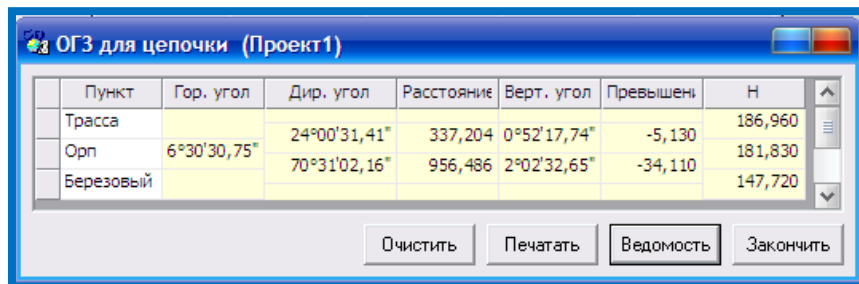 ОГЗ для цепочки (Проект1)
Пункт Гор. угол Дир. угол Расстояние Верт. угол Превышени Н
Трасса 186,960
24°00'31,41" 337,204 0°52'17,74" -5,130
Орп 6°30'30,75" 181,830
70°31'02,16" 956,486 2°02'32,65" -34,110
Березовый 147,720
Очистить Печатать Ведомость Закончить